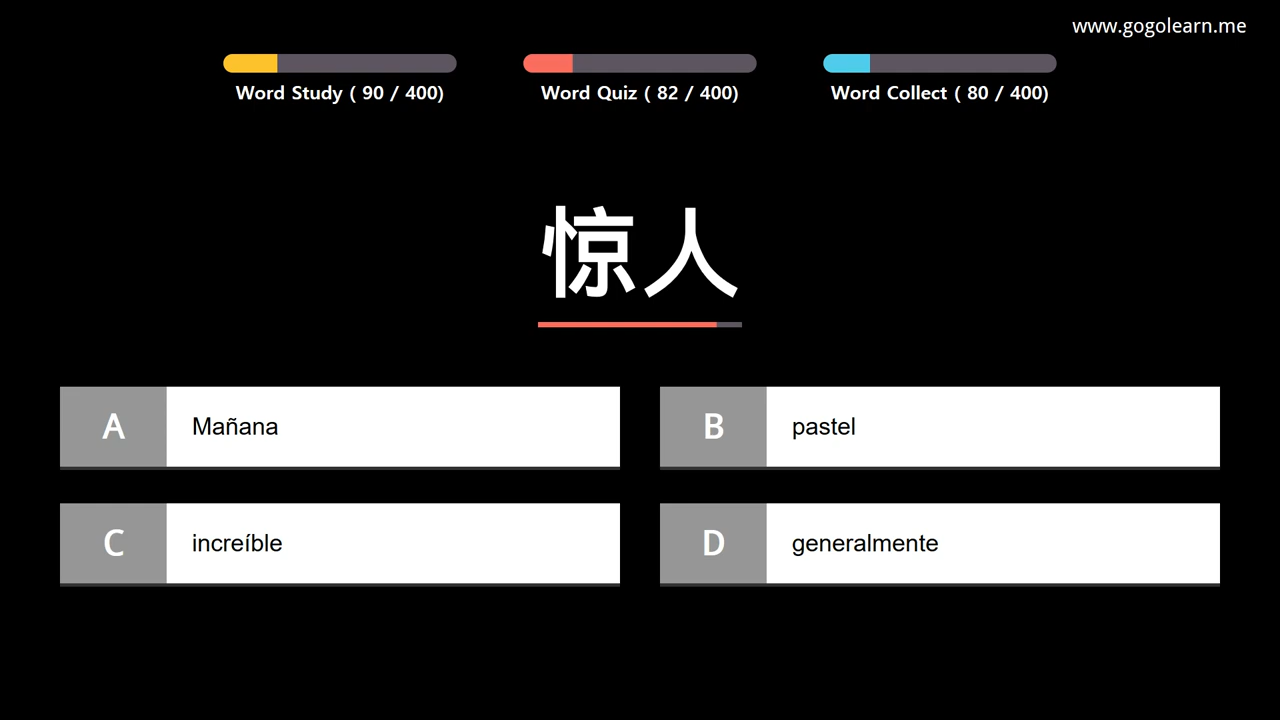 www.gogolearn.me
Word Study ( 90 / 400)
Word Quiz ( 82 / 400)
Word Collect ( 80 / 400)
惊人
A Mañana
B pastel
C increíble
D generalmente